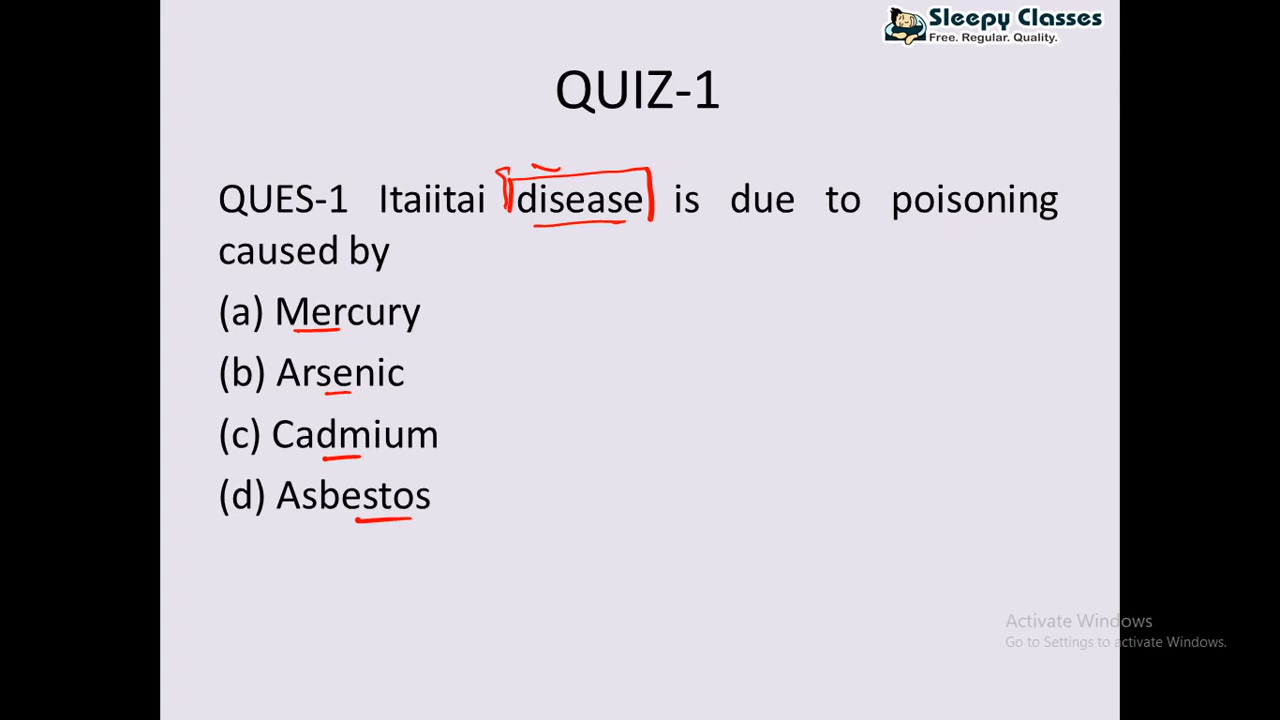 Sleepy Classes
Free. Regular. Quality.
QUIZ-1
QUES-1 Itaiitai disease is due to poisoning
caused by
(a) Mercury
(b) Arsenic
(c) Cadmium
(d) Asbestos
Activate Windows
Go to Settings to activate Windows.